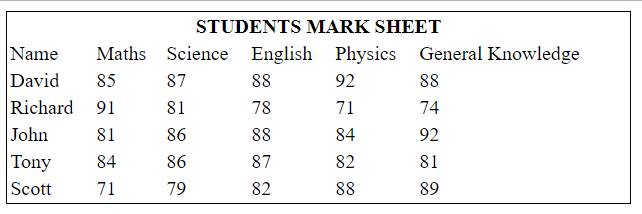 STUDENTS MARK SHEET
Name Maths Science English Physics General Knowledge
David 85 87 88 92 88
Richard 91 81 78 71 74
John 81 86 88 84 92
Tony 84 86 87 82 81
Scott 71 79 82 88 89